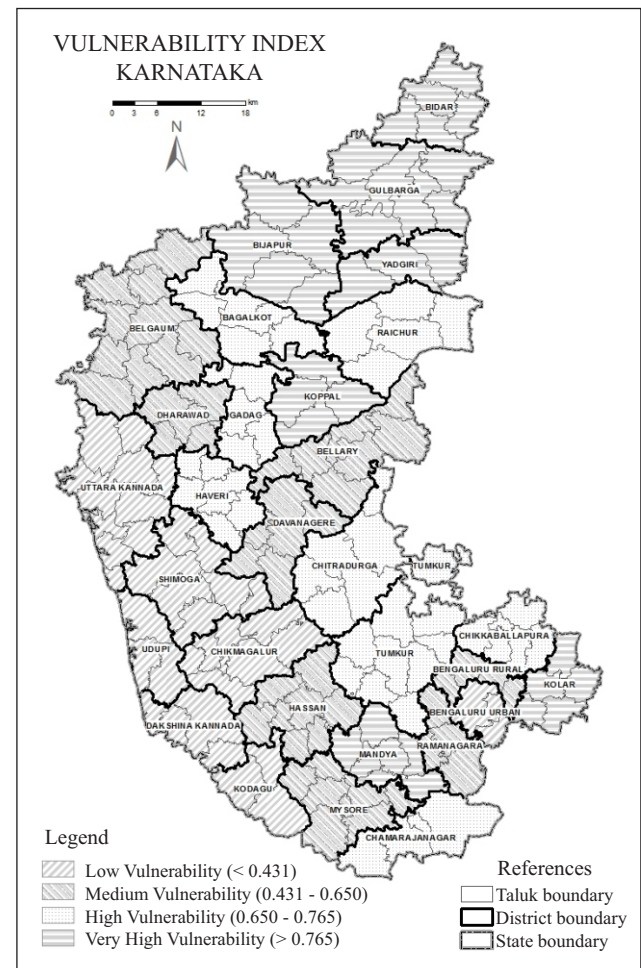 VULNERABILITY INDEX
KARNATAKA
km
0 3 6 12 18
N
BIDAR
GULBARGA
BIJAPUR
YADGIRI
BAGALKOT
RAICHUR
BELGAUM
KOPPAL
DHARAWAD
GADAG
BELLARY
UTTARA KANNADA
HAVERI
DAVANAGERE
CHITRADURGA
TUMKUR
SHIMOGA
CHIKKABALLAPURA
UDUPI
CHIKMAGALUR
TUMKUR
BENGALURU RURAL
KOLAR
HASSAN
BENGALURU URBAN
DAKSHINA KANNADA
RAMANAGARA
MANDYA
KODAGU
MYSORE
CHAMARAJANAGAR
Legend
Low Vulnerability (< 0.431)
Medium Vulnerability (0.431 - 0.650)
High Vulnerability (0.650 - 0.765)
Very High Vulnerability (> 0.765)
References
Taluk boundary
District boundary
State boundary